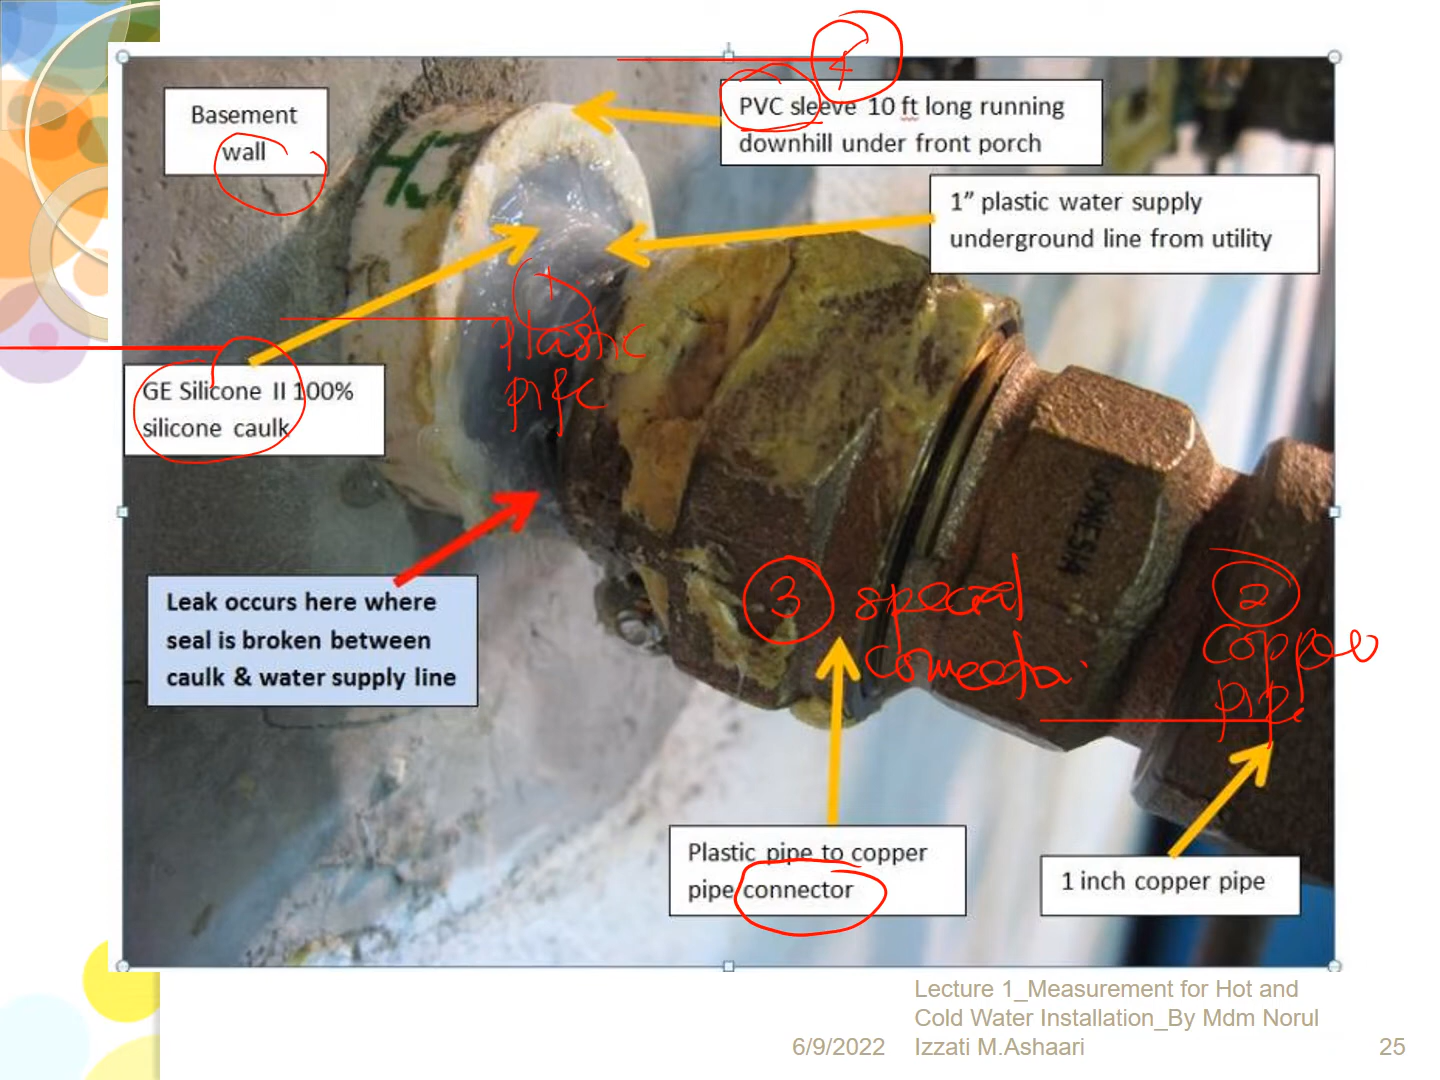 4
Basement
wall
PVC sleeve 10 ft long running
downhill under front porch
1” plastic water supply
underground line from utility
HJ
1
plastic
pipe
GE Silicone II 100%
silicone caulk
Leak occurs here where
seal is broken between
caulk & water supply line
3 special
connector
2
copper
pipe
Plastic pipe to copper
pipe connector
1 inch copper pipe
Lecture 1_Measurement for Hot and
Cold Water Installation_By Mdm Norul
6/9/2022 Izzati M.Ashaari 25